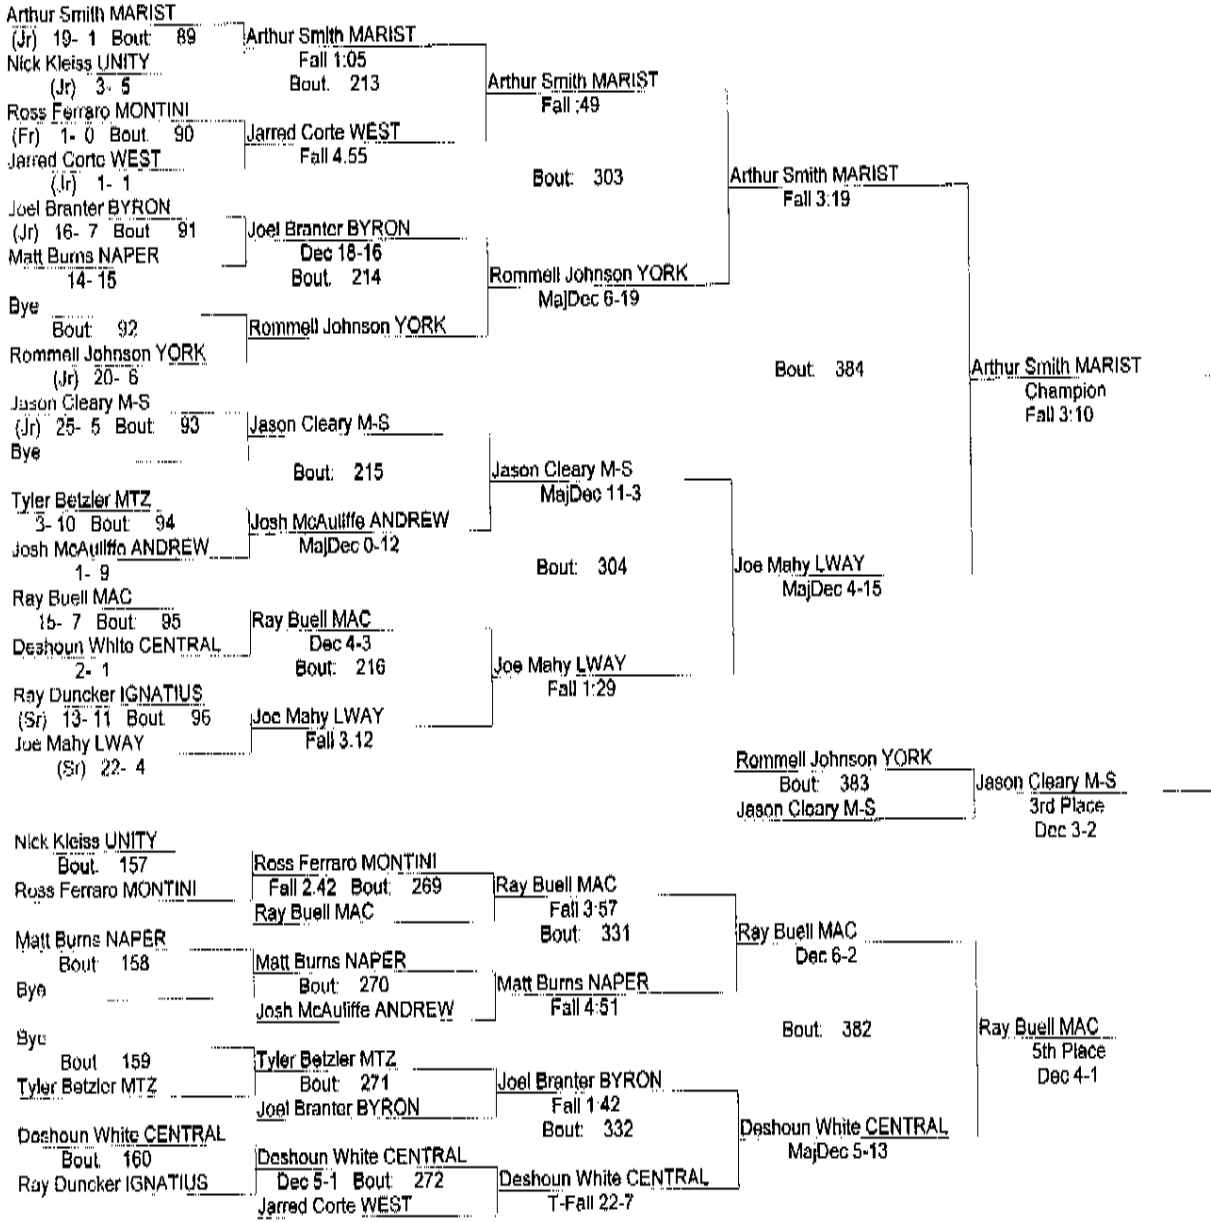 Arthur Smith MARIST
(Jr) 19- 1 Bout: 89
Nick Kleiss UNITY
(Jr) 3- 5
Ross Ferraro MONTINI
(Fr) 1- 0 Bout. 90
Jarred Corte WEST
(Jr) 1- 1
Joel Branter BYRON
(Jr) 16- 7 Bout 91
Matt Burns NAPER
14- 15
Bye
Bout: 92
Rommell Johnson YORK
(Jr) 20- 6
Jason Cleary M-S
(Jr) 25- 5 Bout: 93
Bye
Tyler Betzler MTZ
3- 10 Bout: 94
Josh McAuliffe ANDREW
1- 9
Ray Buell MAC
15- 7 Bout: 95
Deshoun White CENTRAL
2- 1
Ray Duncker IGNATIUS
(Sr) 13- 11 Bout. 96
Joe Mahy LWAY
(Sr) 22- 4
Arthur Smith MARIST
Fall 1:05
Bout. 213
Jarred Corte WEST
Fall 4.55
Joel Branter BYRON
Dec 18-16
Bout. 214
Rommell Johnson YORK
Jason Cleary M-S
Bout: 215
Josh McAuliffe ANDREW
MajDec 0-12
Ray Buell MAC
Dec 4-3
Bout: 216
Joe Mahy LWAY
Fall 3.12
Arthur Smith MARIST
Fall :49
Bout: 303
Rommell Johnson YORK
MajDec 6-19
Jason Cleary M-S
MajDec 11-3
Bout: 304
Joe Mahy LWAY
Fall 1:29
Arthur Smith MARIST
Fall 3:19
Bout: 384
Joe Mahy LWAY
MajDec 4-15
Arthur Smith MARIST
Champion
Fall 3:10
Rommell Johnson YORK
Bout: 383
Jason Cleary M-S
Jason Cleary M-S
3rd Place
Dec 3-2
Nick Kleiss UNITY
Bout. 157
Ross Ferraro MONTINI
Matt Burns NAPER
Bout 158
Bye
Bye
Bout 159
Tyler Betzler MTZ
Deshoun White CENTRAL
Bout. 160
Ray Duncker IGNATIUS
Ross Ferraro MONTINI
Fall 2.42 Bout: 269
Ray Buell MAC
Matt Burns NAPER
Bout: 270
Josh McAuliffe ANDREW
Tyler Betzler MTZ
Bout: 271
Joel Branter BYRON
Deshoun White CENTRAL
Dec 5-1 Bout: 272
Jarred Corte WEST
Ray Buell MAC
Fall 3:57
Bout: 331
Matt Burns NAPER
Fall 4:51
Joel Branter BYRON
Fall 1:42
Bout: 332
Deshoun White CENTRAL
T-Fall 22-7
Ray Buell MAC
Dec 6-2
Bout: 382
Deshoun White CENTRAL
MajDec 5-13
Ray Buell MAC
5th Place
Dec 4-1